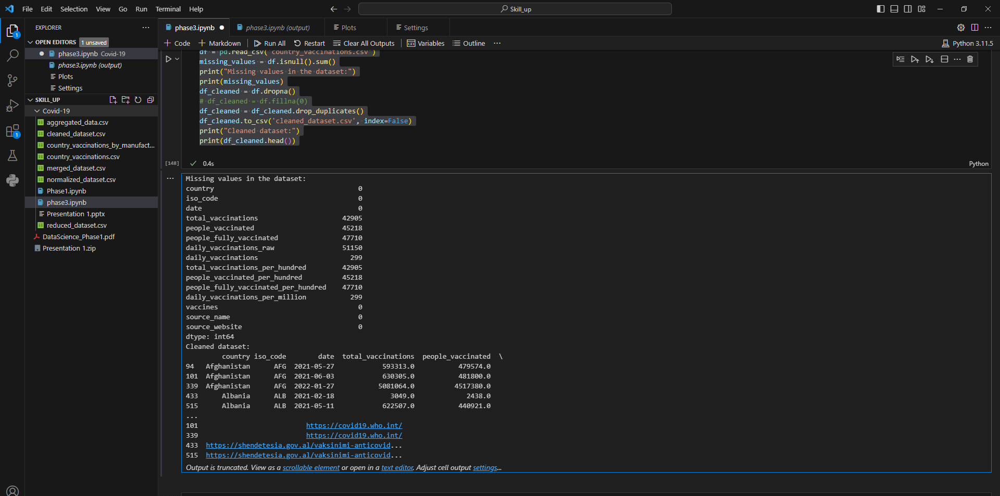 File Edit Selection View Go Run Terminal Help
Skill_up
EXPLORER
OPEN EDITORS 1 unsaved
phase3.ipynb Covid-19
phase3.ipynb (output)
Plots
Settings
SKILL_UP
Covid-19
aggregated_data.csv
cleaned_dataset.csv
country_vaccinations_by_manufact...
country_vaccinations.csv
merged_dataset.csv
normalized_dataset.csv
Phase1.ipynb
phase3.ipynb
Presentation 1.pptx
reduced_dataset.csv
DataScience_Phase1.pdf
Presentation 1.zip
1
1
phase3.ipynb
phase3.ipynb (output)
Plots
Settings
+ Code + Markdown Run All Restart Clear All Outputs Variables Outline ...
Python 3.11.5
df = pd.read_csv('country_vaccinations.csv')
missing_values = df.isnull().sum()
print("Missing values in the dataset:")
print(missing_values)
df_cleaned = df.dropna()
# df_cleaned = df.fillna(0)
df_cleaned = df_cleaned.drop_duplicates()
df_cleaned.to_csv('cleaned_dataset.csv', index=False)
print("Cleaned dataset:")
print(df_cleaned.head())
[148] 0.4s Python
Missing values in the dataset:
country 0
iso_code 0
date 0
total_vaccinations 42905
people_vaccinated 45218
people_fully_vaccinated 47710
daily_vaccinations_raw 51150
daily_vaccinations 299
total_vaccinations_per_hundred 42905
people_vaccinated_per_hundred 45218
people_fully_vaccinated_per_hundred 47710
daily_vaccinations_per_million 299
vaccines 0
source_name 0
source_website 0
dtype: int64
Cleaned dataset:
country iso_code date total_vaccinations people_vaccinated \
94 Afghanistan AFG 2021-05-27 593313.0 479574.0
101 Afghanistan AFG 2021-06-03 630305.0 481800.0
339 Afghanistan AFG 2022-01-27 5081064.0 4517380.0
433 Albania ALB 2021-02-18 3049.0 2438.0
515 Albania ALB 2021-05-11 622507.0 440921.0
...
101 https://covid19.who.int/
339 https://covid19.who.int/
433 https://shendetesia.gov.al/vaksinimi-anticovid...
515 https://shendetesia.gov.al/vaksinimi-anticovid...
Output is truncated. View as a scrollable element or open in a text editor. Adjust cell output settings...